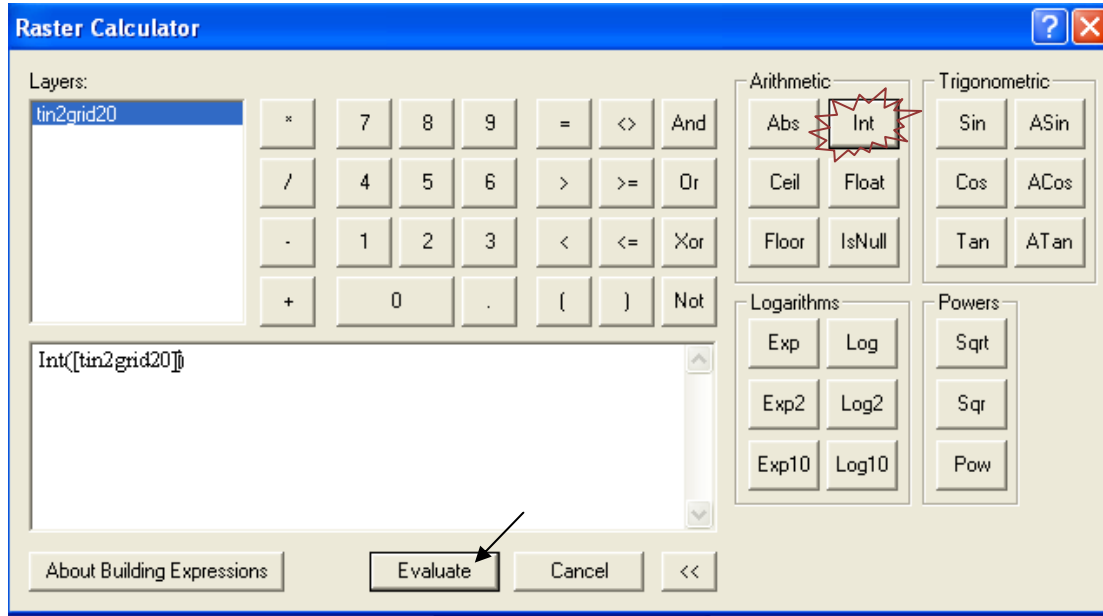 Raster Calculator
Layers:
tin2grid20
* 7 8 9 = <> And
/ 4 5 6 > >= Or
- 1 2 3 < <= Xor
+ 0 . ( ) Not
Arithmetic
Abs Int
Ceil Float
Floor IsNull
Trigonometric
Sin ASin
Cos ACos
Tan ATan
Logarithms
Exp Log
Exp2 Log2
Exp10 Log10
Powers
Sqrt
Sqr
Pow
Int([tin2grid20])
About Building Expressions Evaluate Cancel <<